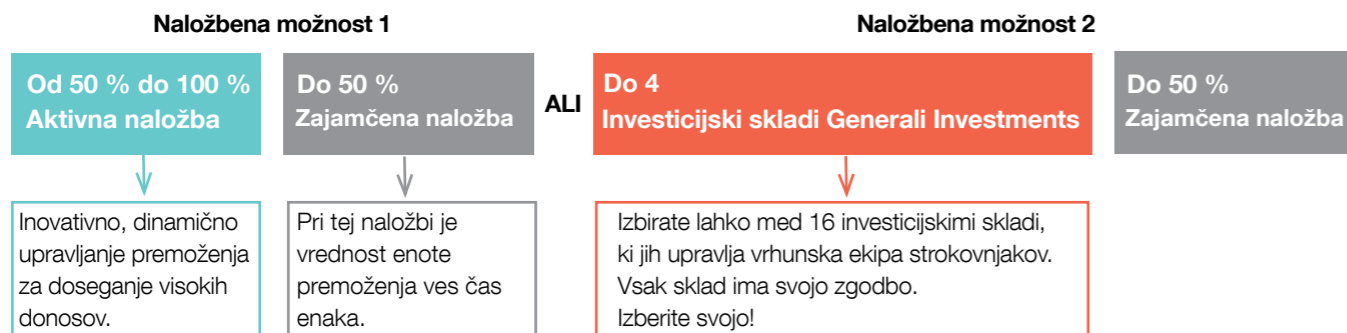 Naložbena možnost 1
Naložbena možnost 2
Od 50 % do 100 %
Aktivna naložba
Do 50 %
Zajamčena naložba
ALI
Do 4
Investicijski skladi Generali Investments
Do 50 %
Zajamčena naložba
Inovativno, dinamično
upravljanje premoženja
za doseganje visokih
donosov.
Pri tej naložbi je
vrednost enote
premoženja ves čas
enaka.
Izbirate lahko med 16 investicijskimi skladi,
ki jih upravlja vrhunska ekipa strokovnjakov.
Vsak sklad ima svojo zgodbo.
Izberite svojo!